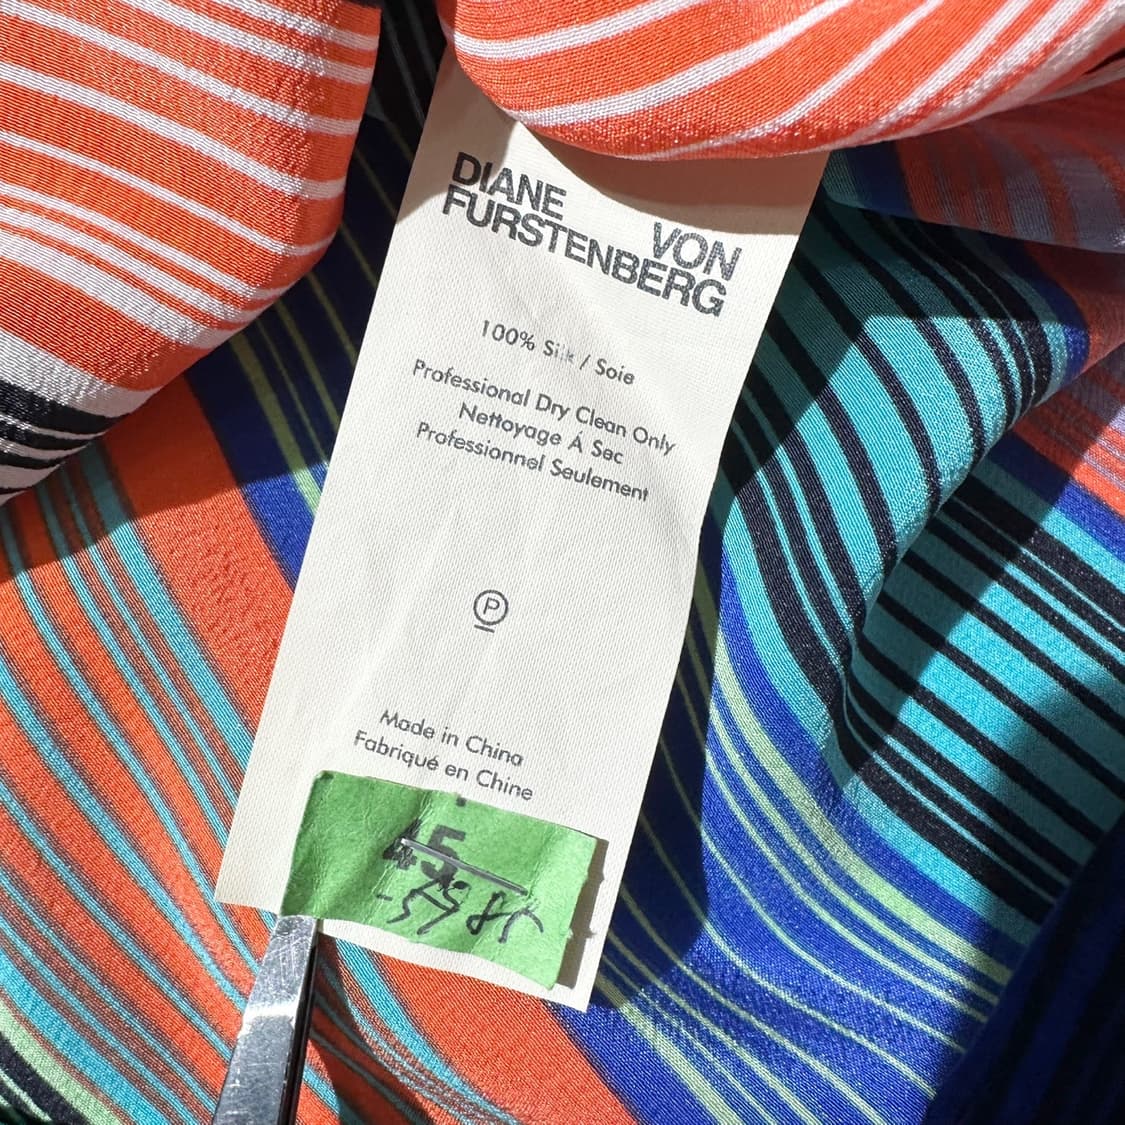 DIANE
VON
FURSTENBERG
100% Silk / Soie
Professional Dry Clean Only
Nettoyage Á Sec
Professionnel Seulement
P
Made in China
Fabriqué en Chine
45